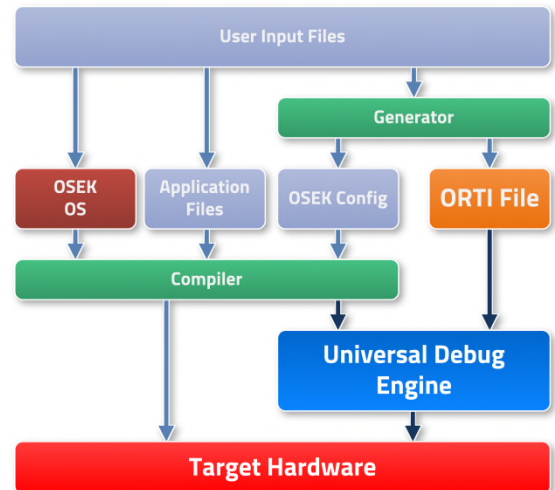 User Input Files
Generator
OSEK
OS
Application
Files
OSEK Config
ORTI File
Compiler
Universal Debug
Engine
Target Hardware